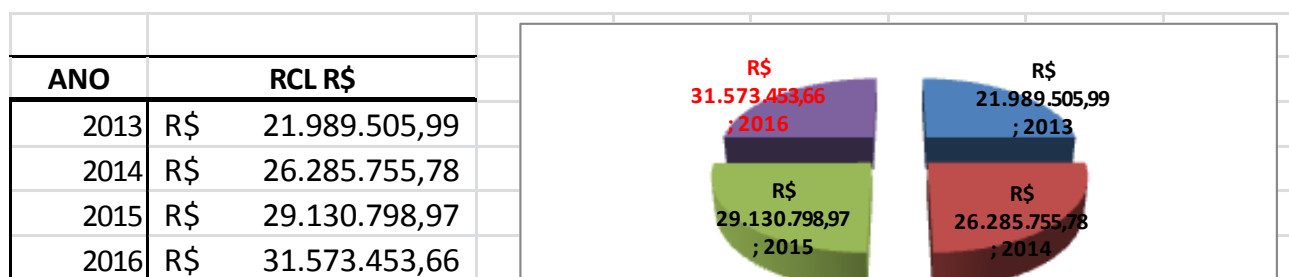 ANO RCL R$
2013 R$ 21.989.505,99
2014 R$ 26.285.755,78
2015 R$ 29.130.798,97
2016 R$ 31.573.453,66
R$
31.573.453,66
; 2016
R$
21.989.505,99
; 2013
R$
29.130.798,97
; 2015
R$
26.285.755,78
; 2014